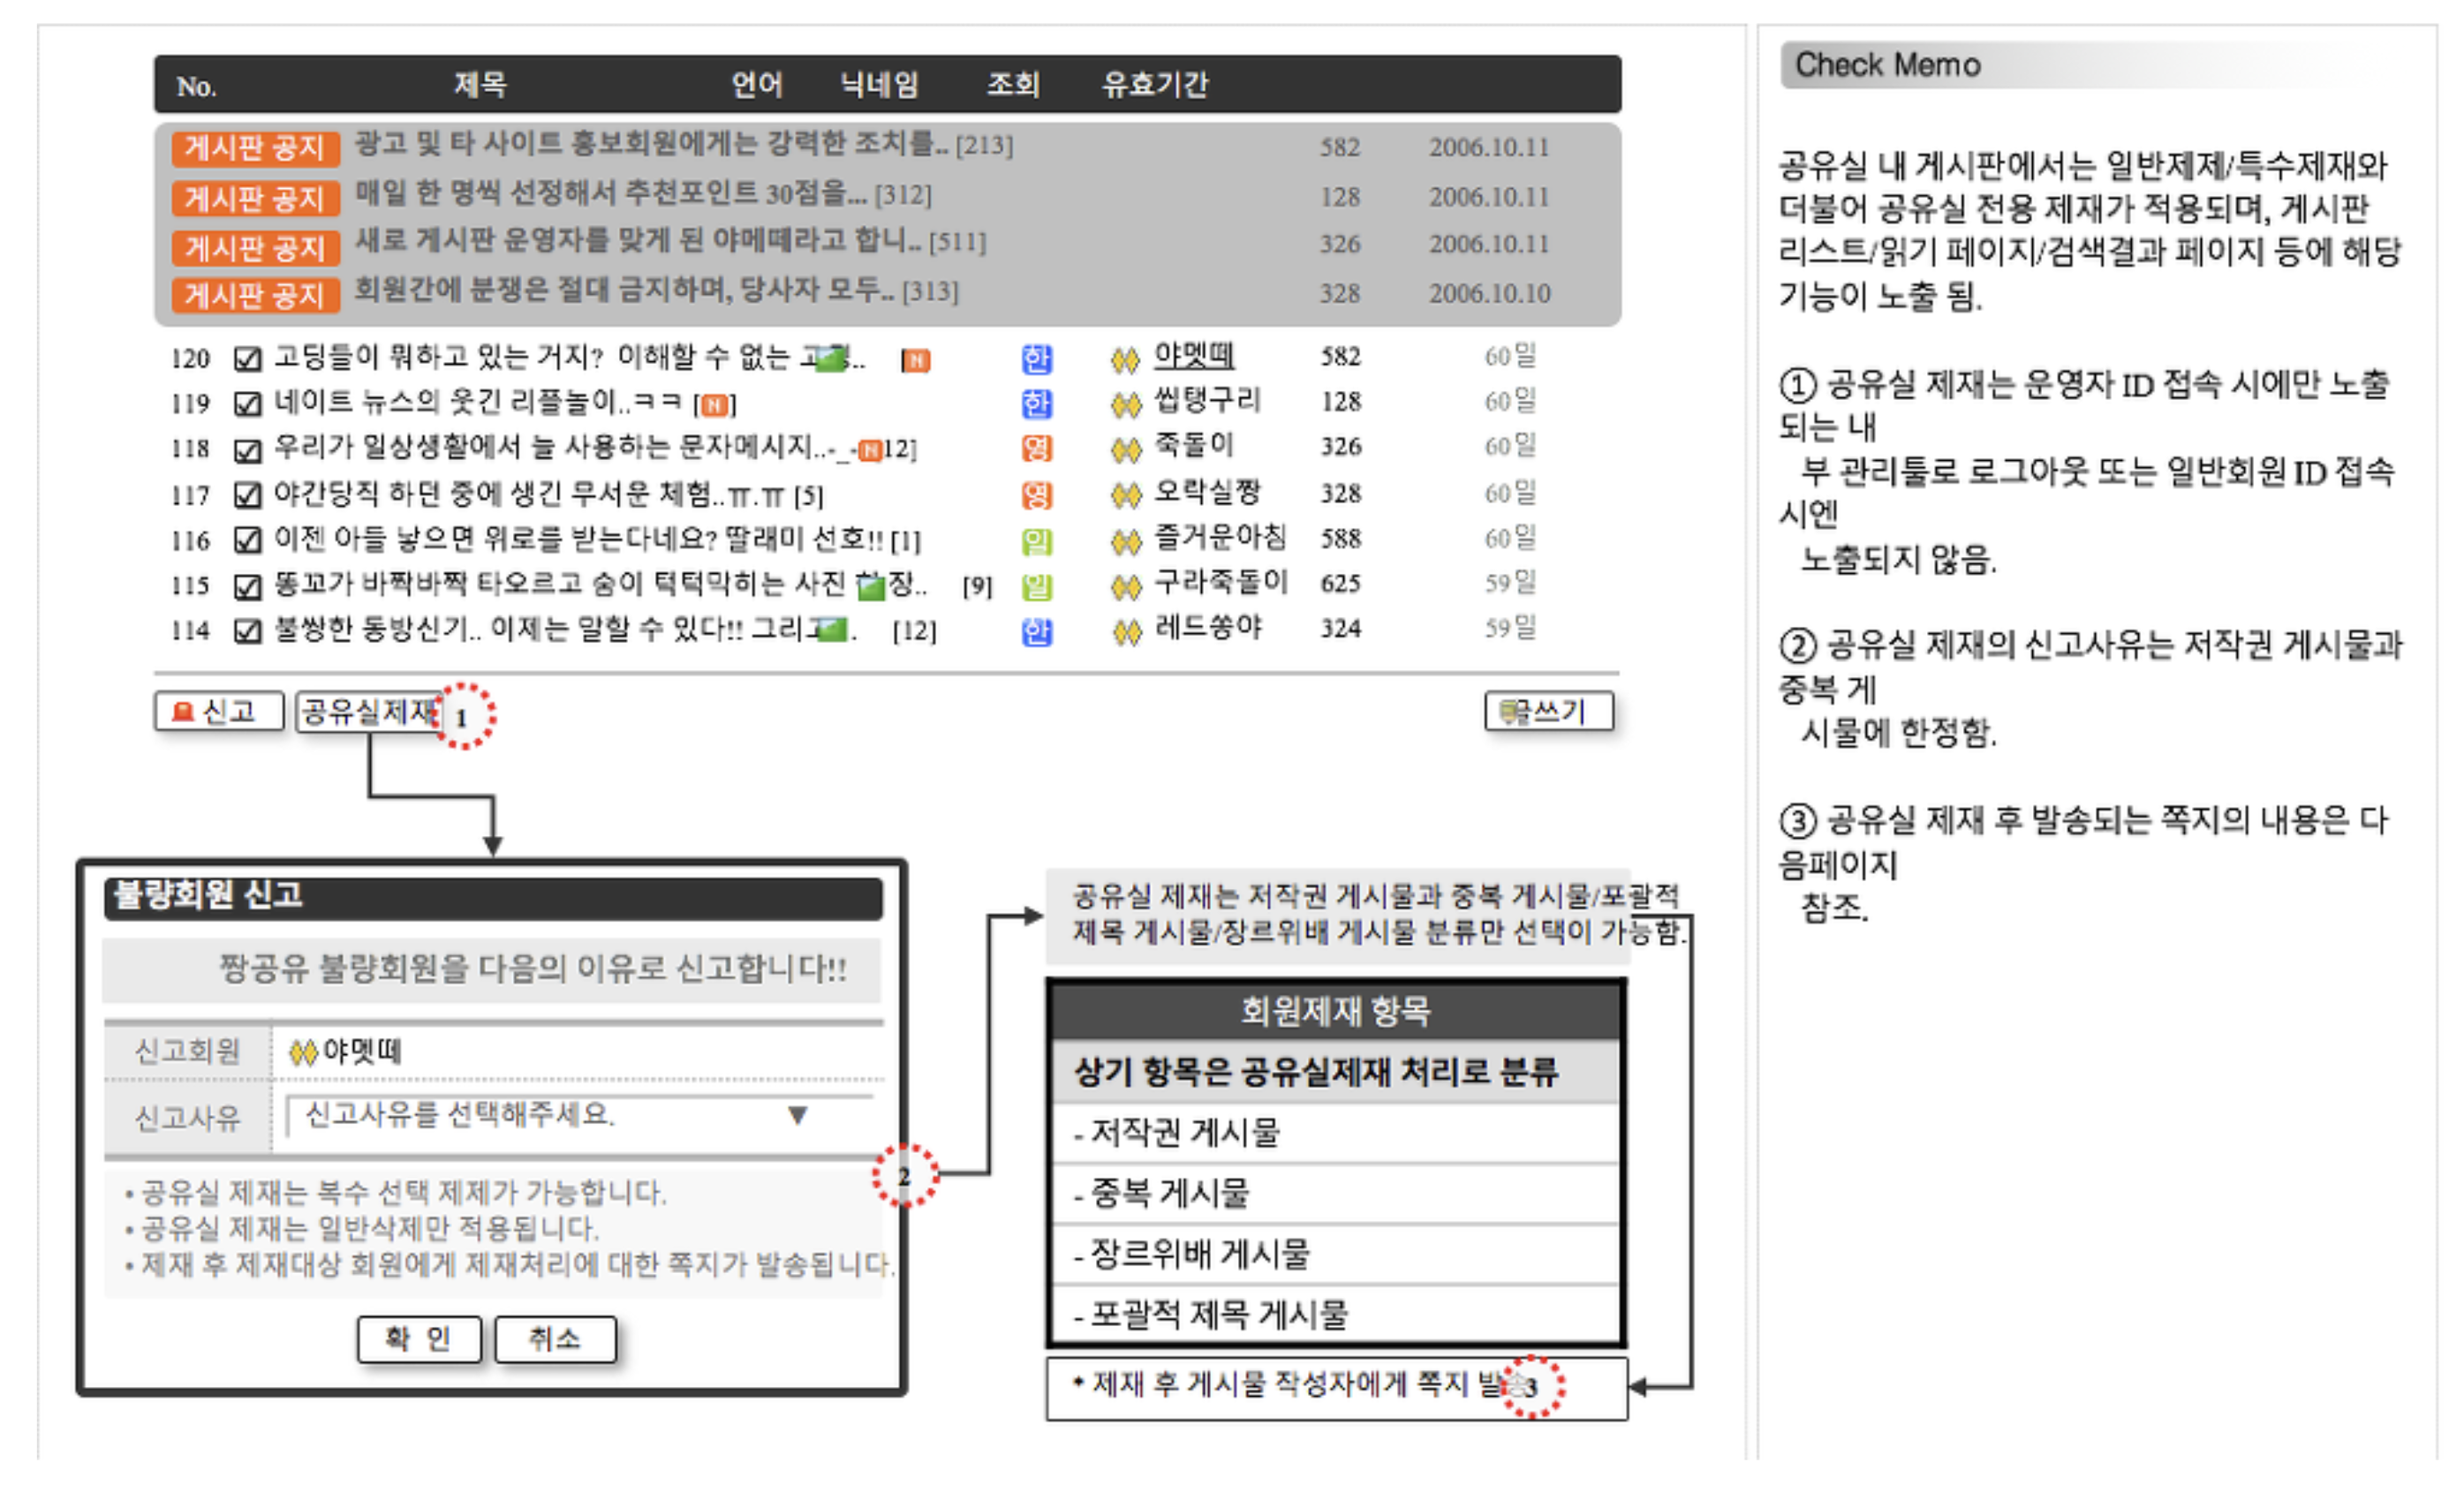 No. 제목 언어 닉네임 조회 유효기간
게시판 공지 광고 및 타 사이트 홍보회원에게는 강력한 조치를.. [213] 582 2006.10.11
게시판 공지 매일 한 명씩 선정해서 추천포인트 30점을... [312] 128 2006.10.11
게시판 공지 새로 게시판 운영자를 맞게 된 야메떼라고 합니.. [511] 326 2006.10.11
게시판 공지 회원간에 분쟁은 절대 금지하며, 당사자 모두.. [313] 328 2006.10.10
120 고딩들이 뭐하고 있는 거지? 이해할 수 없는 .. N 한 야멧떼 582 60일
119 네이트 뉴스의 웃긴 리플놀이..ㅋㅋ [N] 한 씹탱구리 128 60일
118 우리가 일상생활에서 늘 사용하는 문자메시지..-_- N 12] 영 죽돌이 326 60일
117 야간당직 하던 중에 생긴 무서운 체험..ㅠ.ㅠ [5] 영 오락실짱 328 60일
116 이젠 아들 낳으면 위로를 받는다네요? 딸래미 선호!! [1] 일 즐거운아침 588 60일
115 똥꼬가 바짝바짝 타오르고 숨이 턱턱막히는 사진 장.. [9] 일 구라죽돌이 625 59일
114 불쌍한 동방신기.. 이제는 말할 수 있다!! 그리고 . [12] 한 레드쏭야 324 59일
신고 공유실제재 1 글쓰기
불량회원 신고
짱공유 불량회원을 다음의 이유로 신고합니다!!
신고회원 야멧떼
신고사유 신고사유를 선택해주세요. ▼
2
• 공유실 제재는 복수 선택 제제가 가능합니다.
• 공유실 제재는 일반삭제만 적용됩니다.
• 제재 후 제재대상 회원에게 제재처리에 대한 쪽지가 발송됩니다.
확 인 취소
공유실 제재는 저작권 게시물과 중복 게시물/포괄적
제목 게시물/장르위배 게시물 분류만 선택이 가능함.
회원제재 항목
상기 항목은 공유실제재 처리로 분류
- 저작권 게시물
- 중복 게시물
- 장르위배 게시물
- 포괄적 제목 게시물
* 제재 후 게시물 작성자에게 쪽지 발송 3
Check Memo
공유실 내 게시판에서는 일반제제/특수제재와
더불어 공유실 전용 제재가 적용되며, 게시판
리스트/읽기 페이지/검색결과 페이지 등에 해당
기능이 노출 됨.
① 공유실 제재는 운영자 ID 접속 시에만 노출
되는 내
부 관리툴로 로그아웃 또는 일반회원 ID 접속
시엔
노출되지 않음.
② 공유실 제재의 신고사유는 저작권 게시물과
중복 게
시물에 한정함.
③ 공유실 제재 후 발송되는 쪽지의 내용은 다
음페이지
참조.